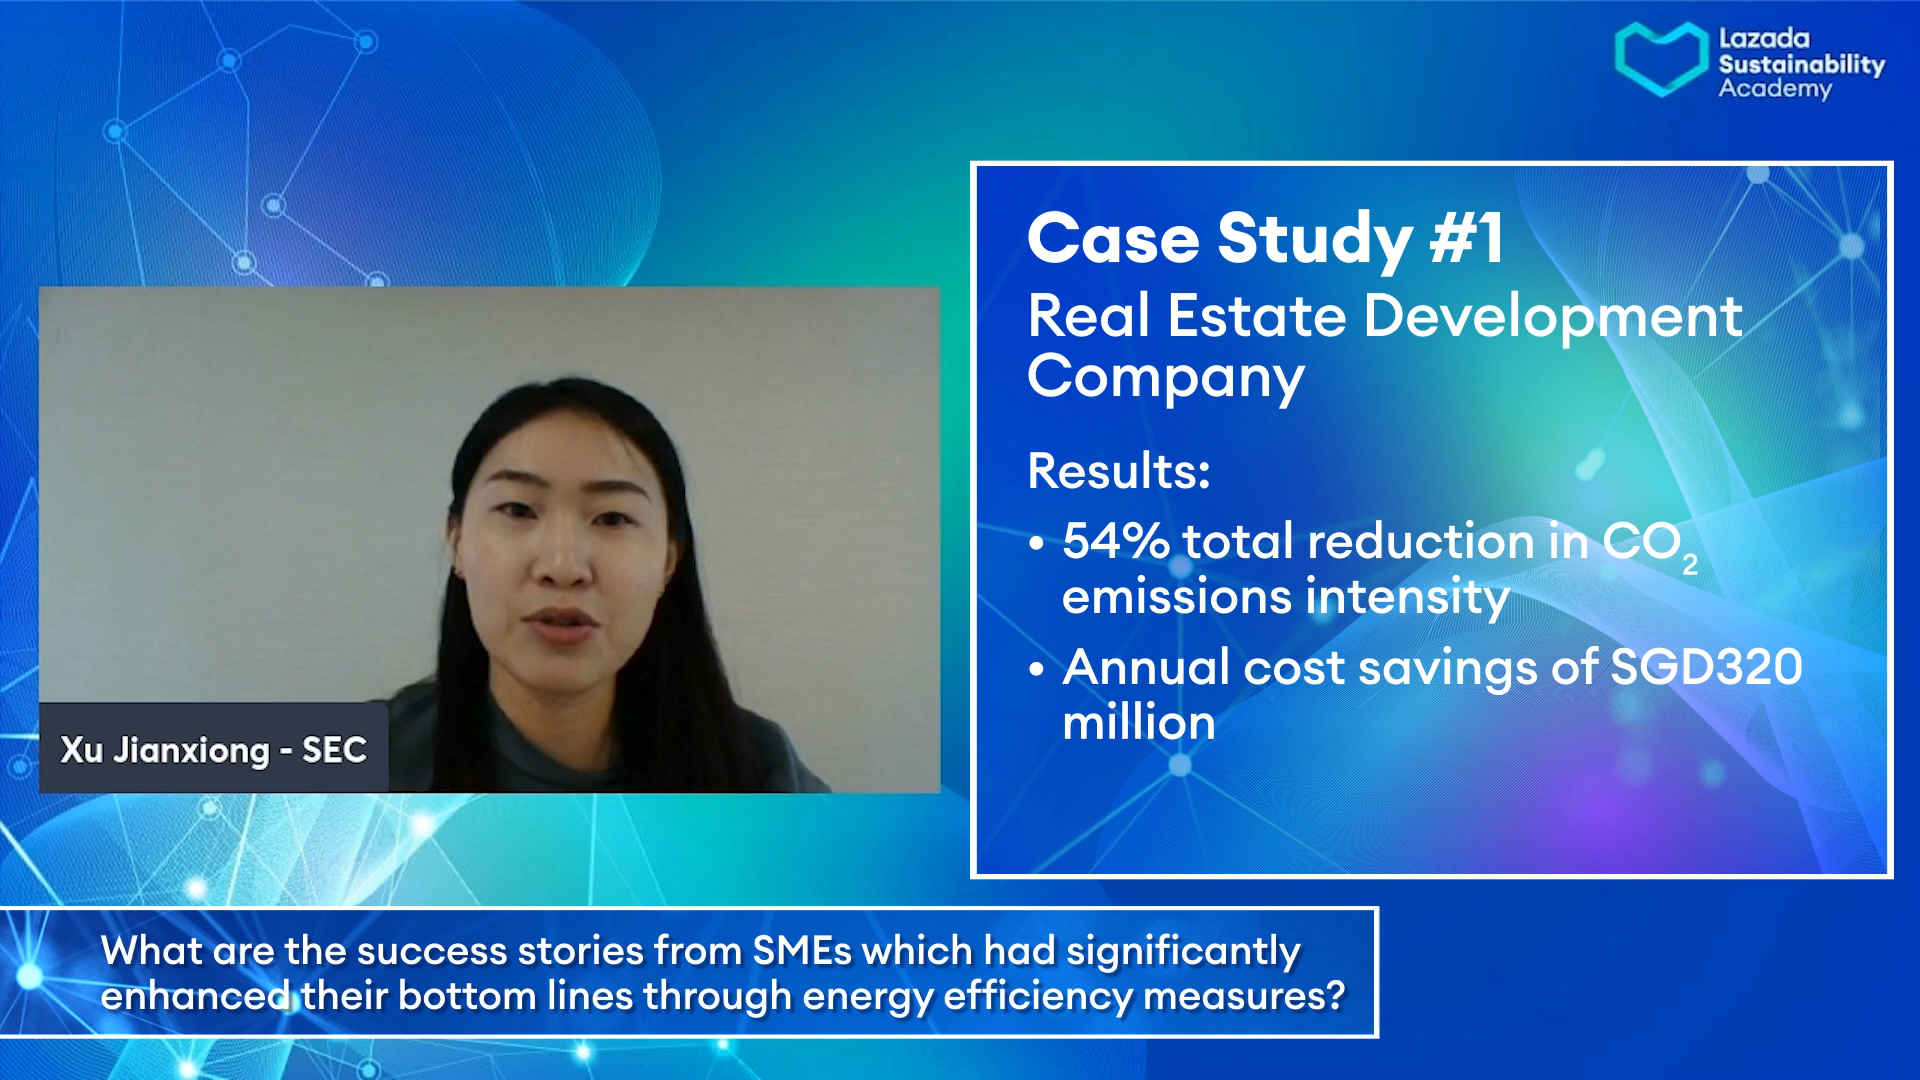 Lazada
Sustainability
Academy
Case Study #1
Real Estate Development
Company
Results:
• 54% total reduction in CO₂
emissions intensity
• Annual cost savings of SGD320
million
Xu Jianxiong - SEC
What are the success stories from SMEs which had significantly
enhanced their bottom lines through energy efficiency measures?